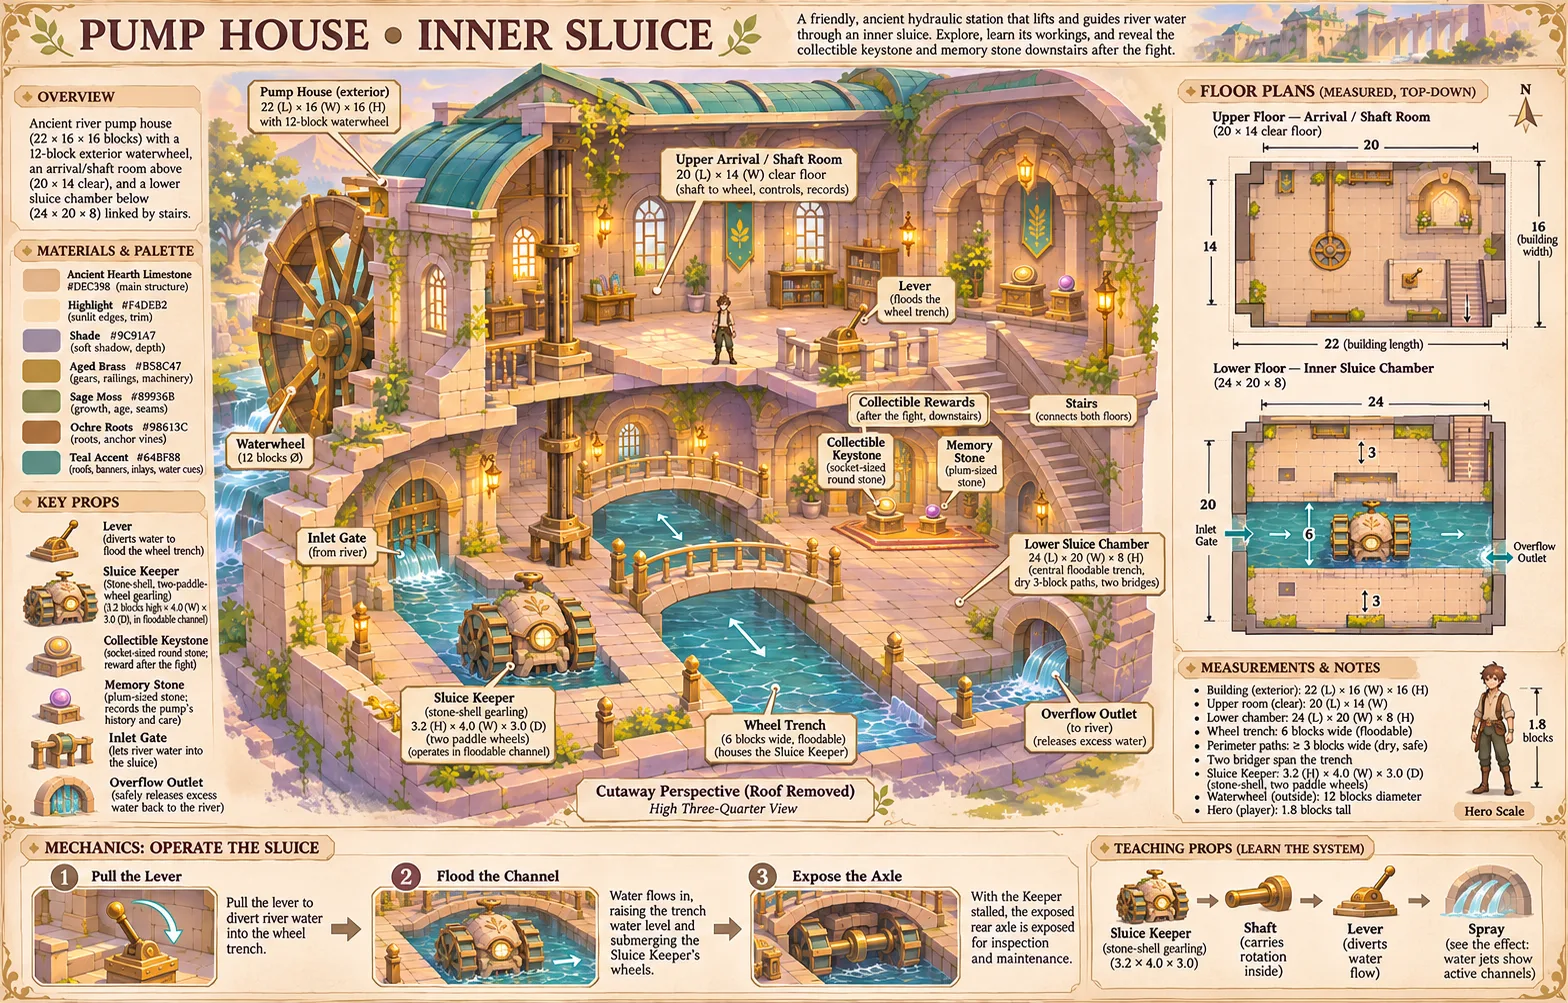 PUMP HOUSE • INNER SLUICE
A friendly, ancient hydraulic station that lifts and guides river water
through an inner sluice. Explore, learn its workings, and reveal the
collectible keystone and memory stone downstairs after the fight.
OVERVIEW
Ancient river pump house
(22 × 16 × 16 blocks) with a
12-block exterior waterwheel,
an arrival/shaft room above
(20 × 14 clear), and a lower
sluice chamber below
(24 × 20 × 8) linked by stairs.
MATERIALS & PALETTE
Ancient Hearth Limestone
#DEC398 (main structure)
Highlight #F4DEB2
(sunlit edges, trim)
Shade #9C91A7
(soft shadow, depth)
Aged Brass #B58C47
(gears, railings, machinery)
Sage Moss #89936B
(growth, age, seams)
Ochre Roots #98613C
(roots, anchor vines)
Teal Accent #64BF88
(roofs, banners, inlays, water cues)
KEY PROPS
Lever
(diverts water to
flood the wheel trench)
Sluice Keeper
(Stone-shell, two-paddle-
wheel gearling)
(3.2 blocks high × 4.0 (W) ×
3.0 (D), in floodable channel)
Collectible Keystone
(socket-sized round stone;
reward after the fight)
Memory Stone
(plum-sized stone;
records the pump's
history and care)
Inlet Gate
(lets river water into
the sluice)
Overflow Outlet
(safely releases excess
water back to the river)
Pump House (exterior)
22 (L) × 16 (W) × 16 (H)
with 12-block waterwheel
Upper Arrival / Shaft Room
20 (L) × 14 (W) clear floor
(shaft to wheel, controls, records)
Lever
(floods the
wheel trench)
Waterwheel
(12 blocks Ø)
Collectible Rewards
(after the fight, downstairs)
Stairs
(connects both floors)
Collectible
Keystone
(socket-sized
round stone)
Memory
Stone
(plum-sized
stone)
Inlet Gate
(from river)
Lower Sluice Chamber
24 (L) × 20 (W) × 8 (H)
(central floodable trench,
dry 3-block paths, two bridges)
Sluice Keeper
(stone-shell gearling)
3.2 (H) × 4.0 (W) × 3.0 (D)
(two paddle wheels)
(operates in floodable channel)
Wheel Trench
(6 blocks wide, floodable)
(houses the Sluice Keeper)
Overflow Outlet
(to river)
(releases excess water)
Cutaway Perspective (Roof Removed)
High Three-Quarter View
FLOOR PLANS (MEASURED, TOP-DOWN)
N
Upper Floor — Arrival / Shaft Room
(20 × 14 clear floor)
20
14
16
(building
width)
22 (building length)
Lower Floor — Inner Sluice Chamber
(24 × 20 × 8)
24
3
20
Inlet
Gate
6
Overflow
Outlet
3
MEASUREMENTS & NOTES
• Building (exterior): 22 (L) × 16 (W) × 16 (H)
• Upper room (clear): 20 (L) × 14 (W)
• Lower chamber: 24 (L) × 20 (W) × 8 (H)
• Wheel trench: 6 blocks wide (floodable)
• Perimeter paths: ≥ 3 blocks wide (dry, safe)
• Two bridger span the trench
• Sluice Keeper: 3.2 (H) × 4.0 (W) × 3.0 (D)
(stone-shell, two paddle wheels)
• Waterwheel (outside): 12 blocks diameter
• Hero (player): 1.8 blocks tall
1.8
blocks
Hero Scale
MECHANICS: OPERATE THE SLUICE
1 Pull the Lever
Pull the lever to
divert river water
into the wheel
trench.
2 Flood the Channel
Water flows in,
raising the trench
water level and
submerging the
Sluice Keeper's
wheels.
3 Expose the Axle
With the Keeper
stalled, the exposed
rear axle is exposed
for inspection
and maintenance.
TEACHING PROPS (LEARN THE SYSTEM)
Sluice Keeper
(stone-shell gearling)
(3.2 × 4.0 × 3.0)
Shaft
(carries
rotation
inside)
Lever
(diverts
water
flow)
Spray
(see the effect:
water jets show
active channels)